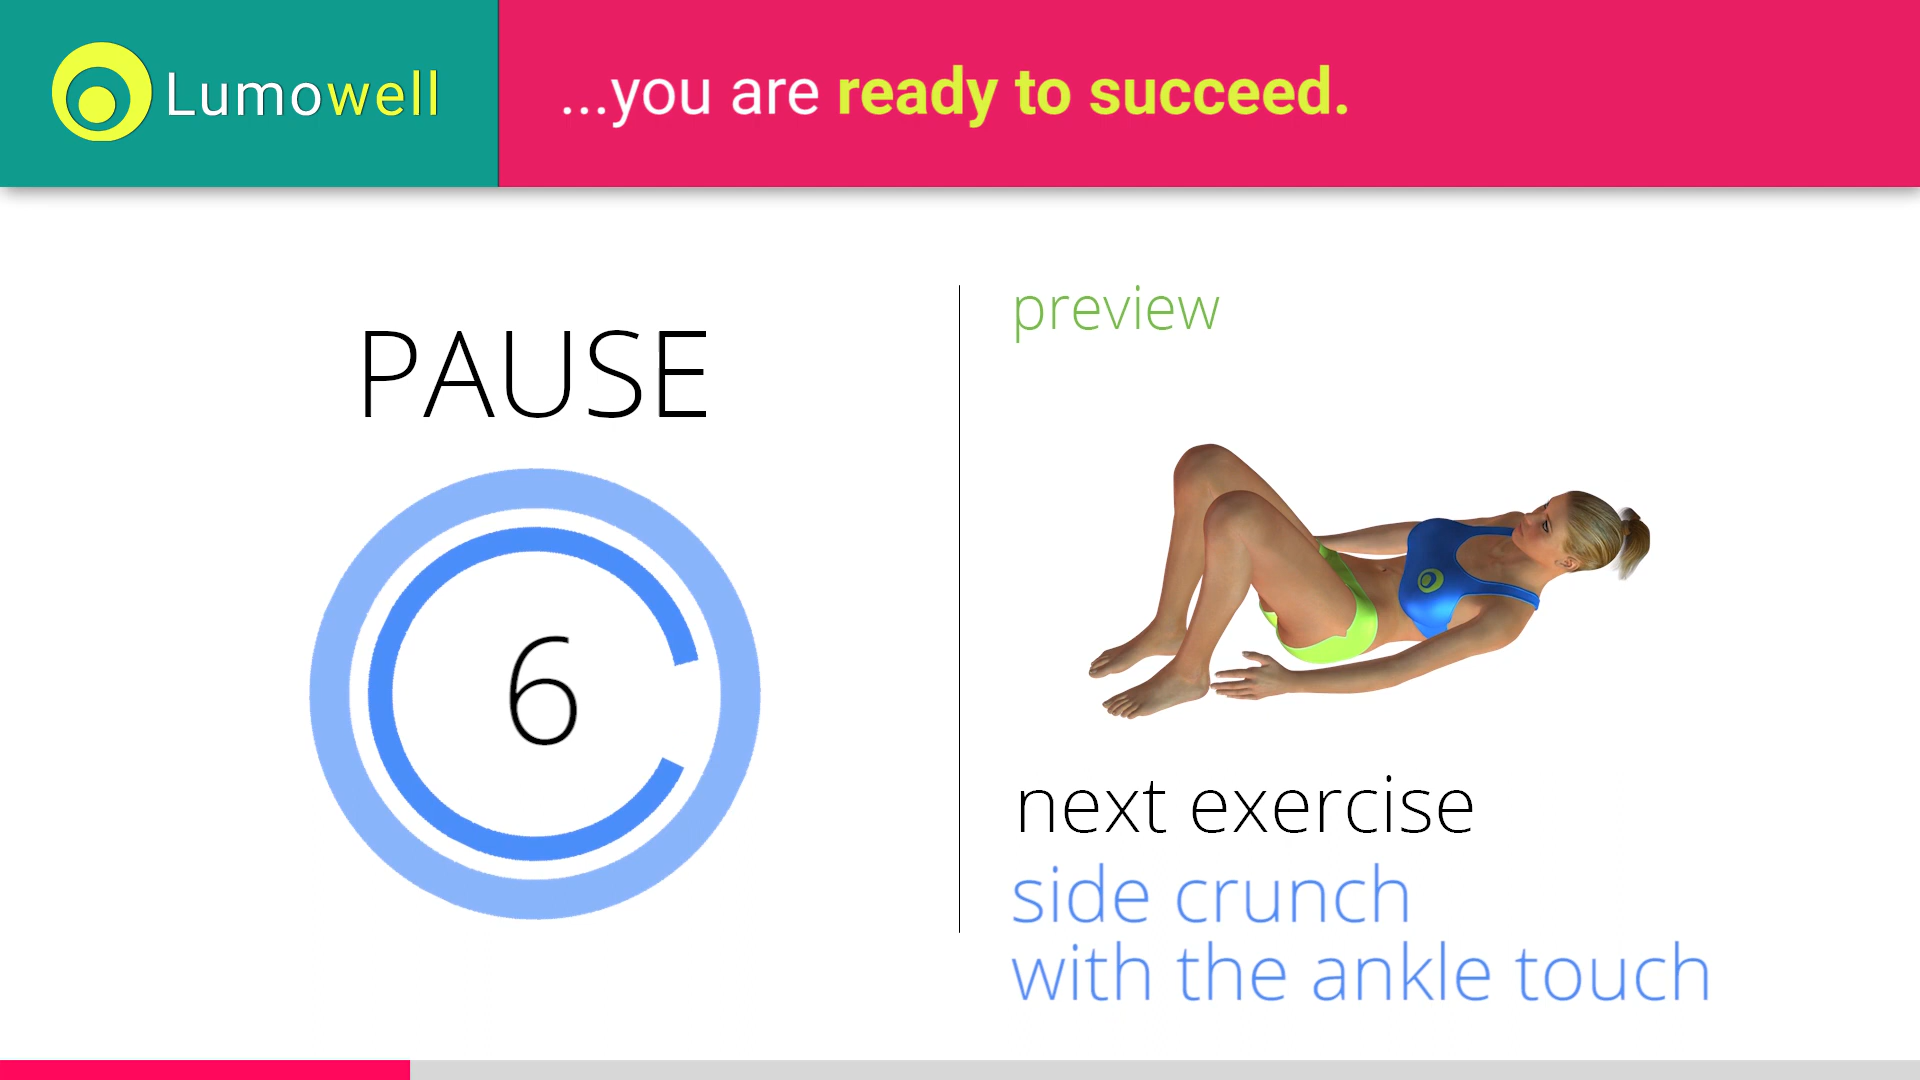 Lumowell
...you are ready to succeed.
PAUSE
6
preview
next exercise
side crunch
with the ankle touch